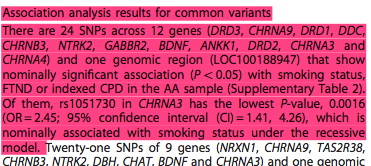 Association analysis results for common variants
There are 24 SNPs across 12 genes (DRD3, CHRNA9, DRD1, DDC,
CHRNB3, NTRK2, GABBR2, BDNF, ANKK1, DRD2, CHRNA3 and
CHRNA4) and one genomic region (LOC100188947) that show
nominally significant association (P < 0.05) with smoking status,
FTND or indexed CPD in the AA sample (Supplementary Table 2).
Of them, rs1051730 in CHRNA3 has the lowest P-value, 0.0016
(OR = 2.45; 95% confidence interval (CI) = 1.41, 4.26), which is
nominally associated with smoking status under the recessive
model. Twenty-one SNPs of 9 genes (NRXN1, CHRNA9, TAS2R38,
CHRNB3, NTRK2, DBH, CHAT, BDNF and CHRNA3) and one genomic